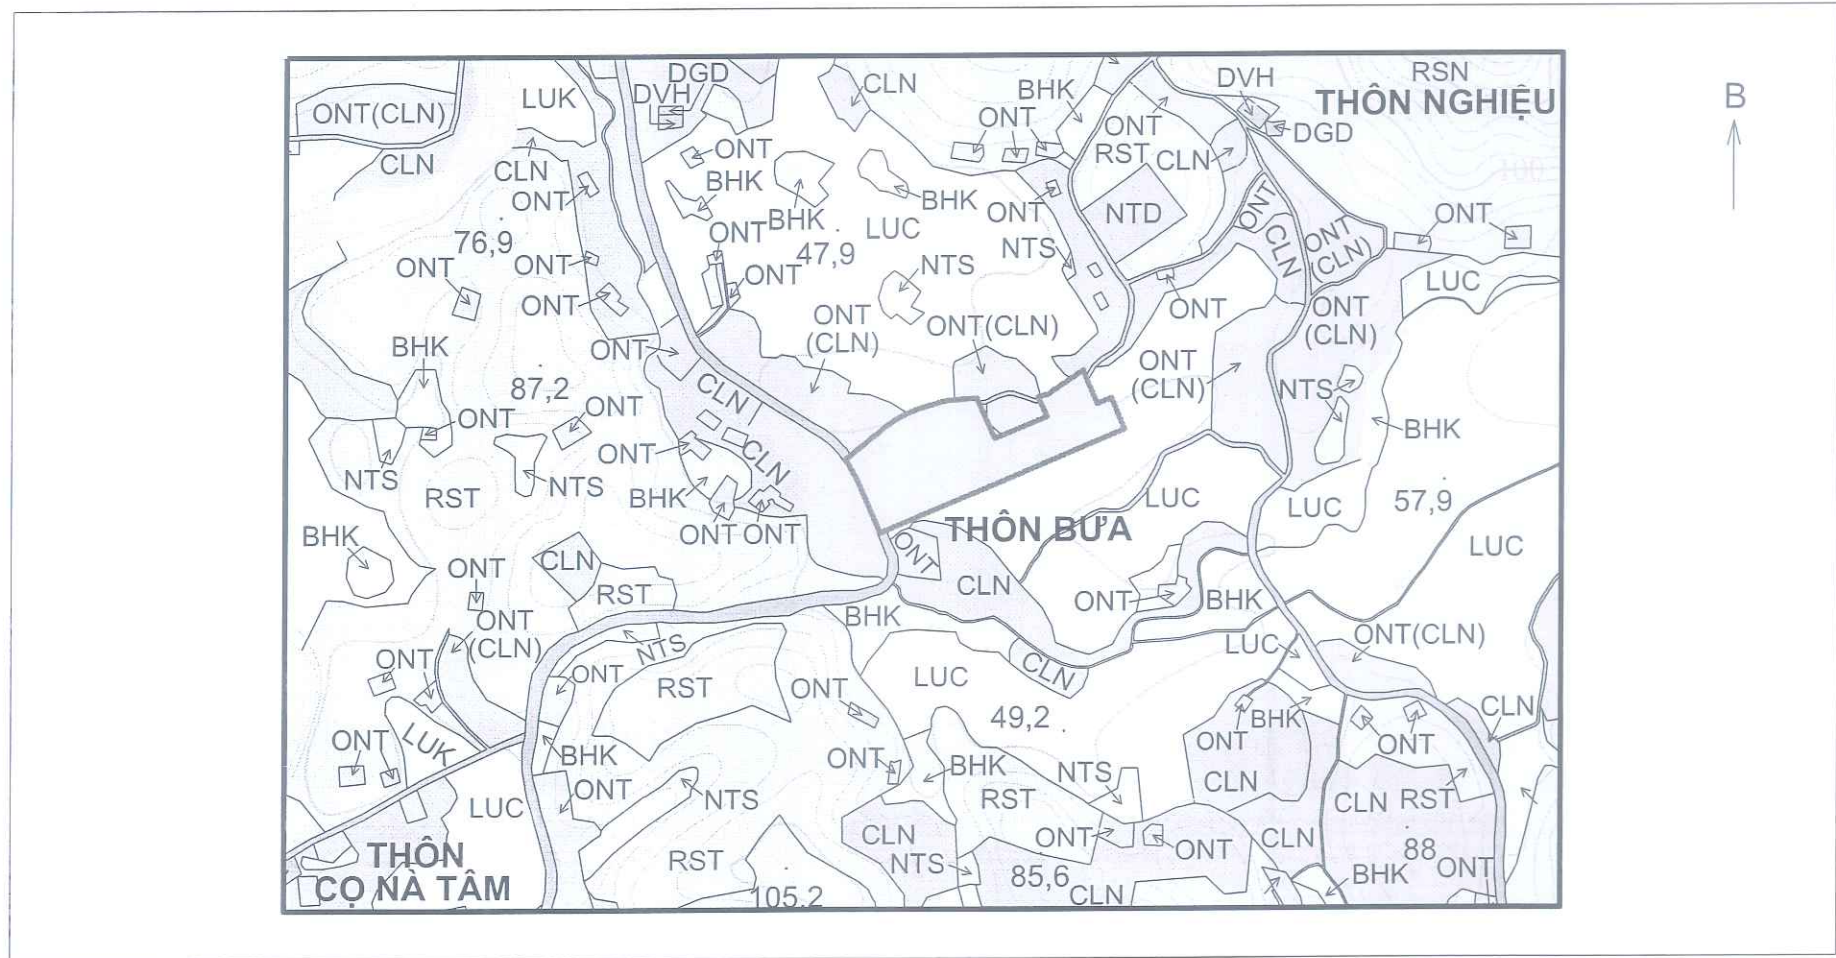 DGD
RSN
CLN
DVH
B
DVH
BHK
ONT(CLN)
LUK
THÔN NGHIỆU
ONT
ONT
DGD
ONT
RST
CLN
CLN
CLN
BHK
100
ONT
BHK
BHK
ONT
NTD
ONT
ONT
BHK
LUC
76,9
ONT
47,9
NTS
CLN
ONT
(CLN)
ONT
ONT
ONT
NTS
LUC
ONT
ONT
ONT
(CLN)
ONT(CLN)
ONT
(CLN)
BHK
ONT
ONT
(CLN)
87,2
CLN
NTS
ONT
ONT
BHK
ONT
CLN
NTS
RST
NTS
BHK
LUC
LUC
57,9
ONT
ONT
THÔN BƯA
BHK
ONT
LUC
ONT
CLN
CLN
RST
ONT
BHK
BHK
ONT
(CLN)
NTS
LUC
ONT(CLN)
ONT
ONT
RST
ONT
LUC
CLN
49,2
CLN
BHK
LUK
ONT
ONT
ONT
BHK
ONT
BHK
NTS
ONT
NTS
LUC
RST
CLN
CLN
RST
CLN
ONT
CLN
THÔN
CỌ NÀ TÂM
RST
NTS
85,6
ONT
88
ONT
BHK
CLN
105,2